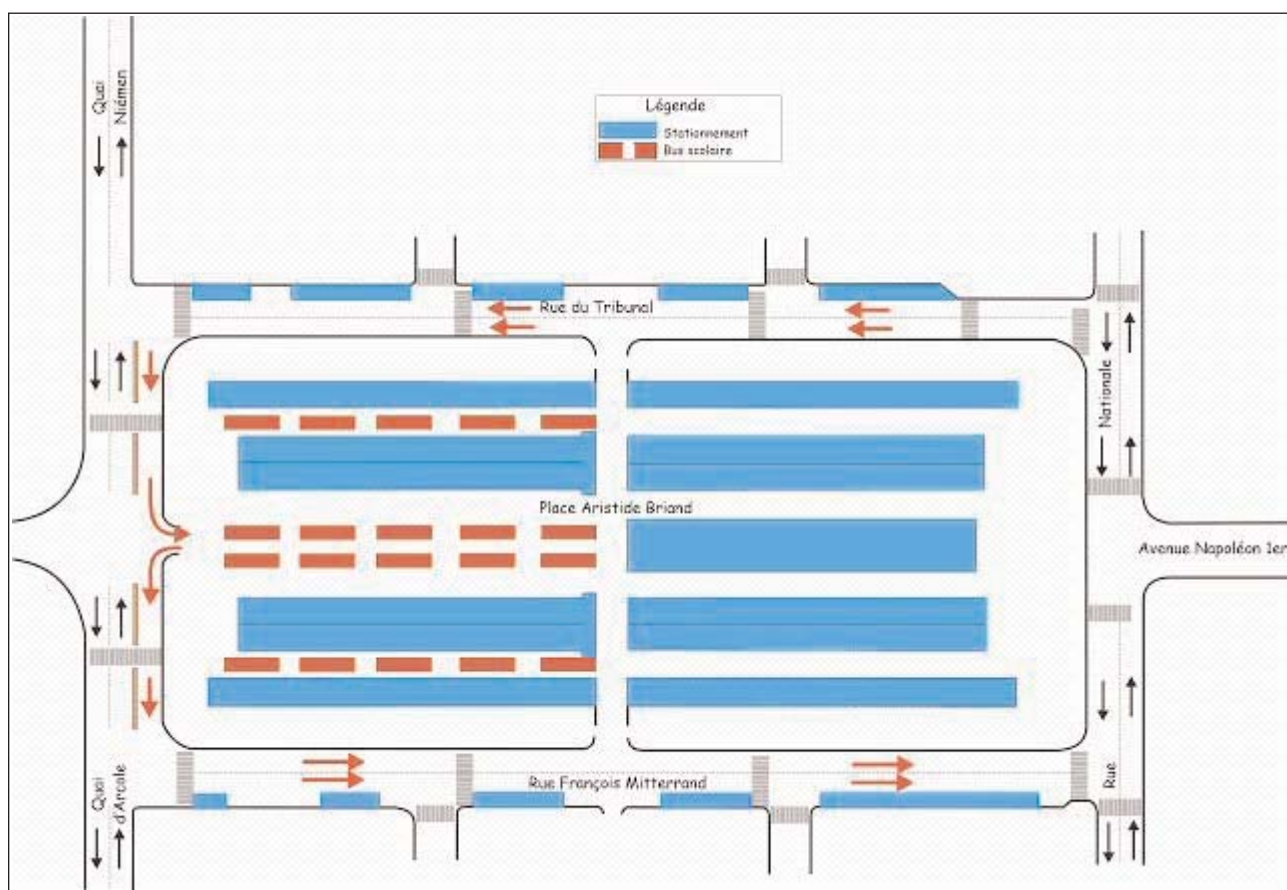 Quai
Niémen
Légende
Stationnement
Bus scolaire
Rue du Tribunal
Nationale
Place Aristide Briand
Avenue Napoléon 1er
Rue François Mitterrand
Quai
d'Arcole
Rue